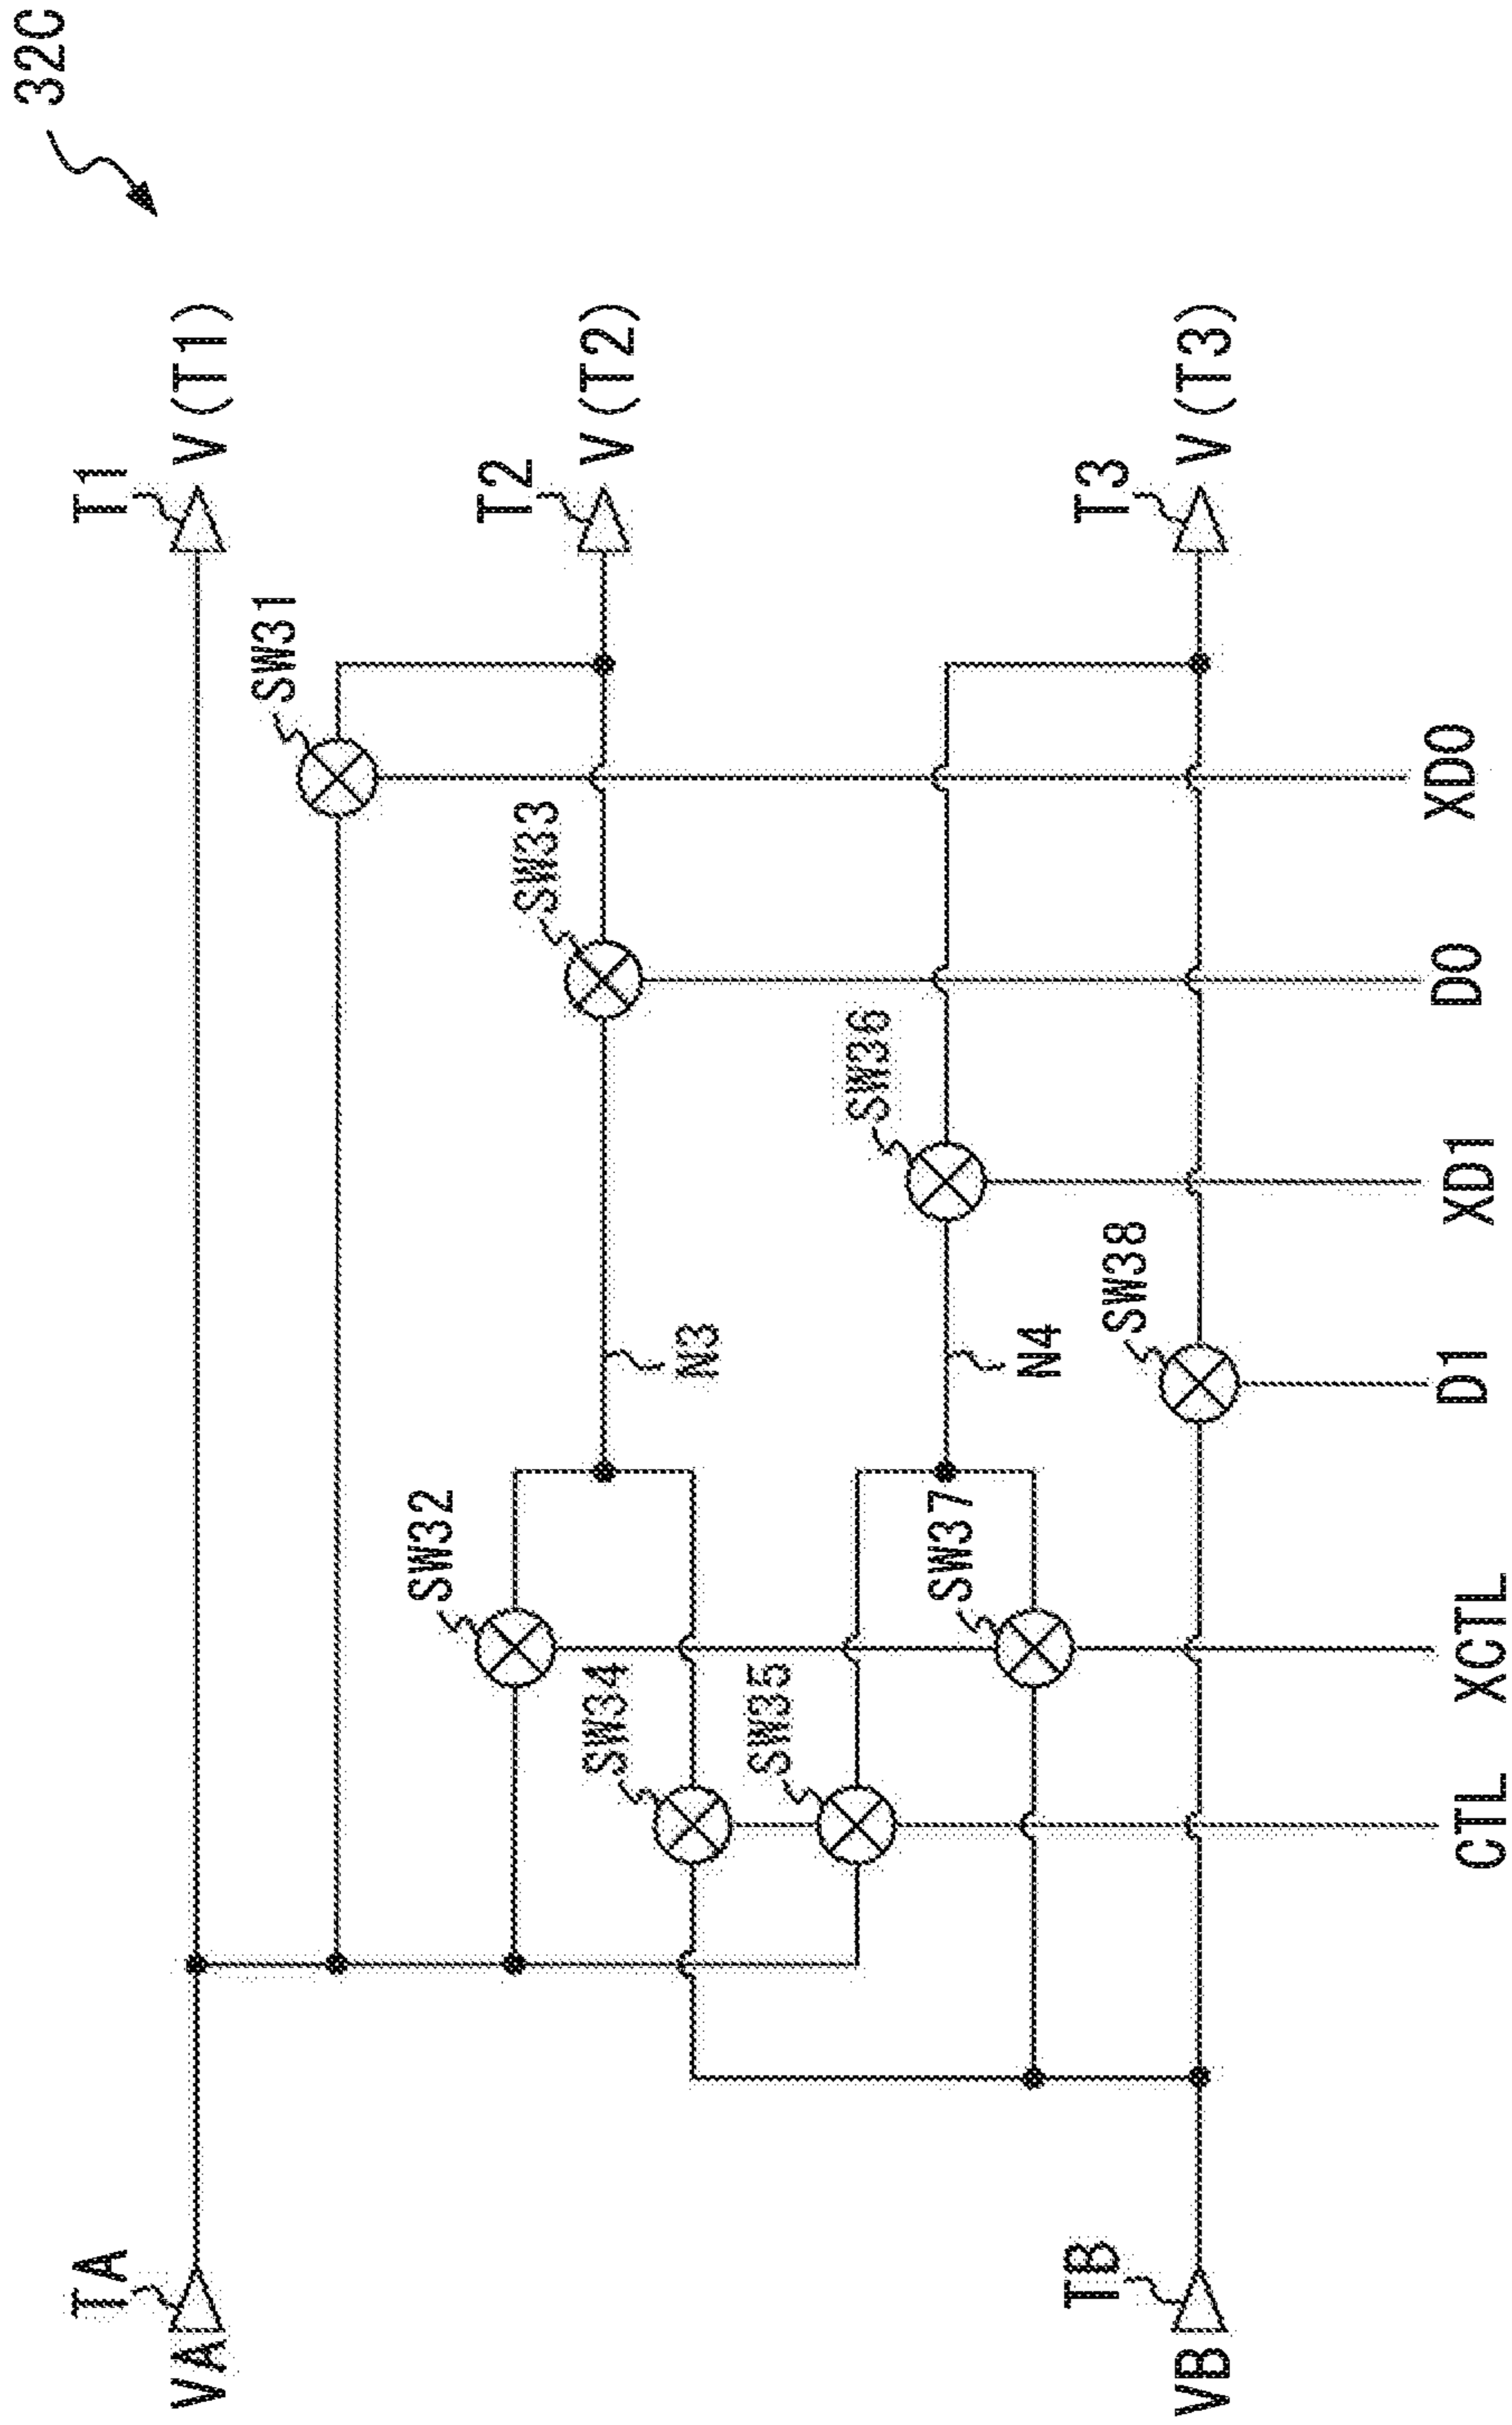 32C
TA
VA
T1
V(T1)
SW31
SW32
SW33
T2
V(T2)
SW34
N3
SW35
SW36
SW37
N4
TB
VB
SW38
T3
V(T3)
CTL
XCTL
D1
XD1
D0
XD0